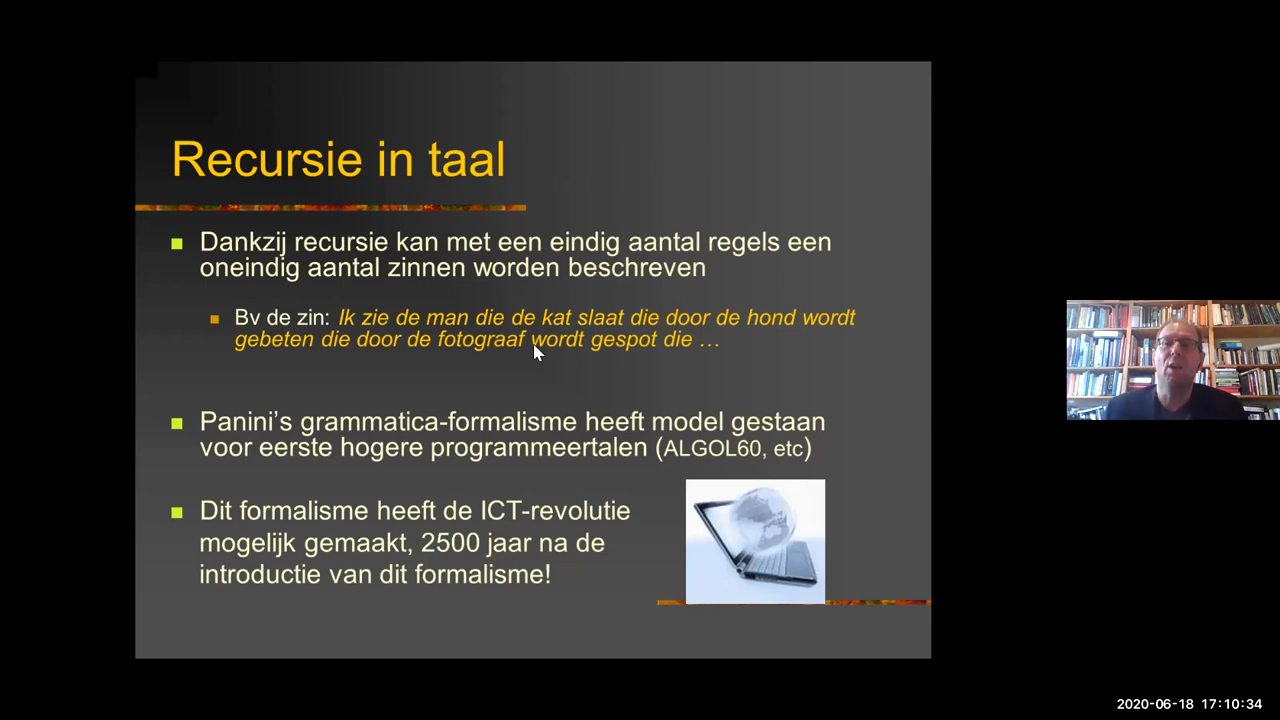 Recursie in taal
Dankzij recursie kan met een eindig aantal regels een
oneindig aantal zinnen worden beschreven
Bv de zin: Ik zie de man die de kat slaat die door de hond wordt
gebeten die door de fotograaf wordt gespot die …
Panini’s grammatica-formalisme heeft model gestaan
voor eerste hogere programmeertalen (ALGOL60, etc)
Dit formalisme heeft de ICT-revolutie
mogelijk gemaakt, 2500 jaar na de
introductie van dit formalisme!
2020-06-18 17:10:34